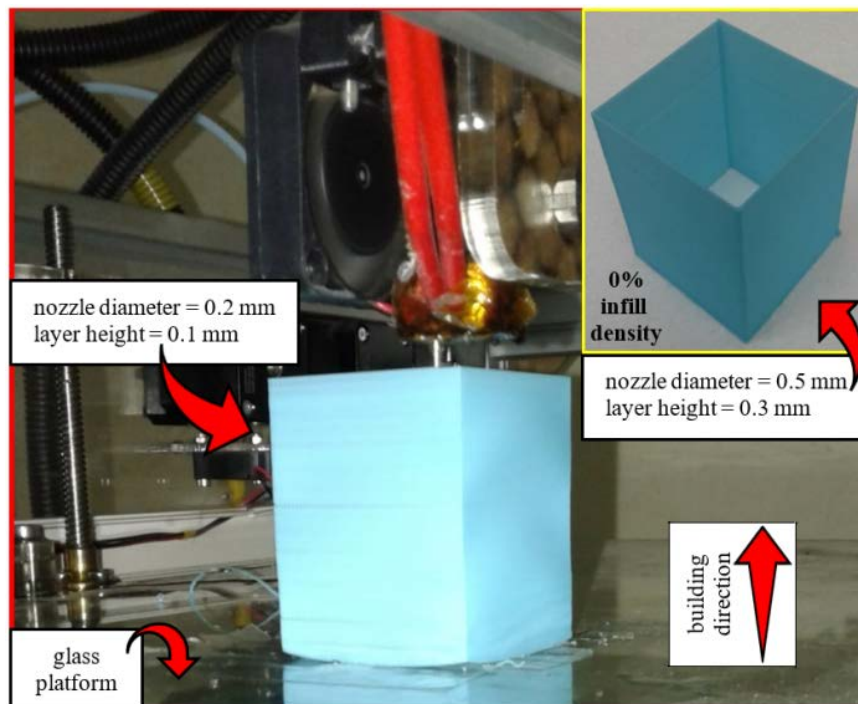 0%
infill
density
nozzle diameter = 0.2 mm
layer height = 0.1 mm
nozzle diameter = 0.5 mm
layer height = 0.3 mm
building
direction
glass
platform